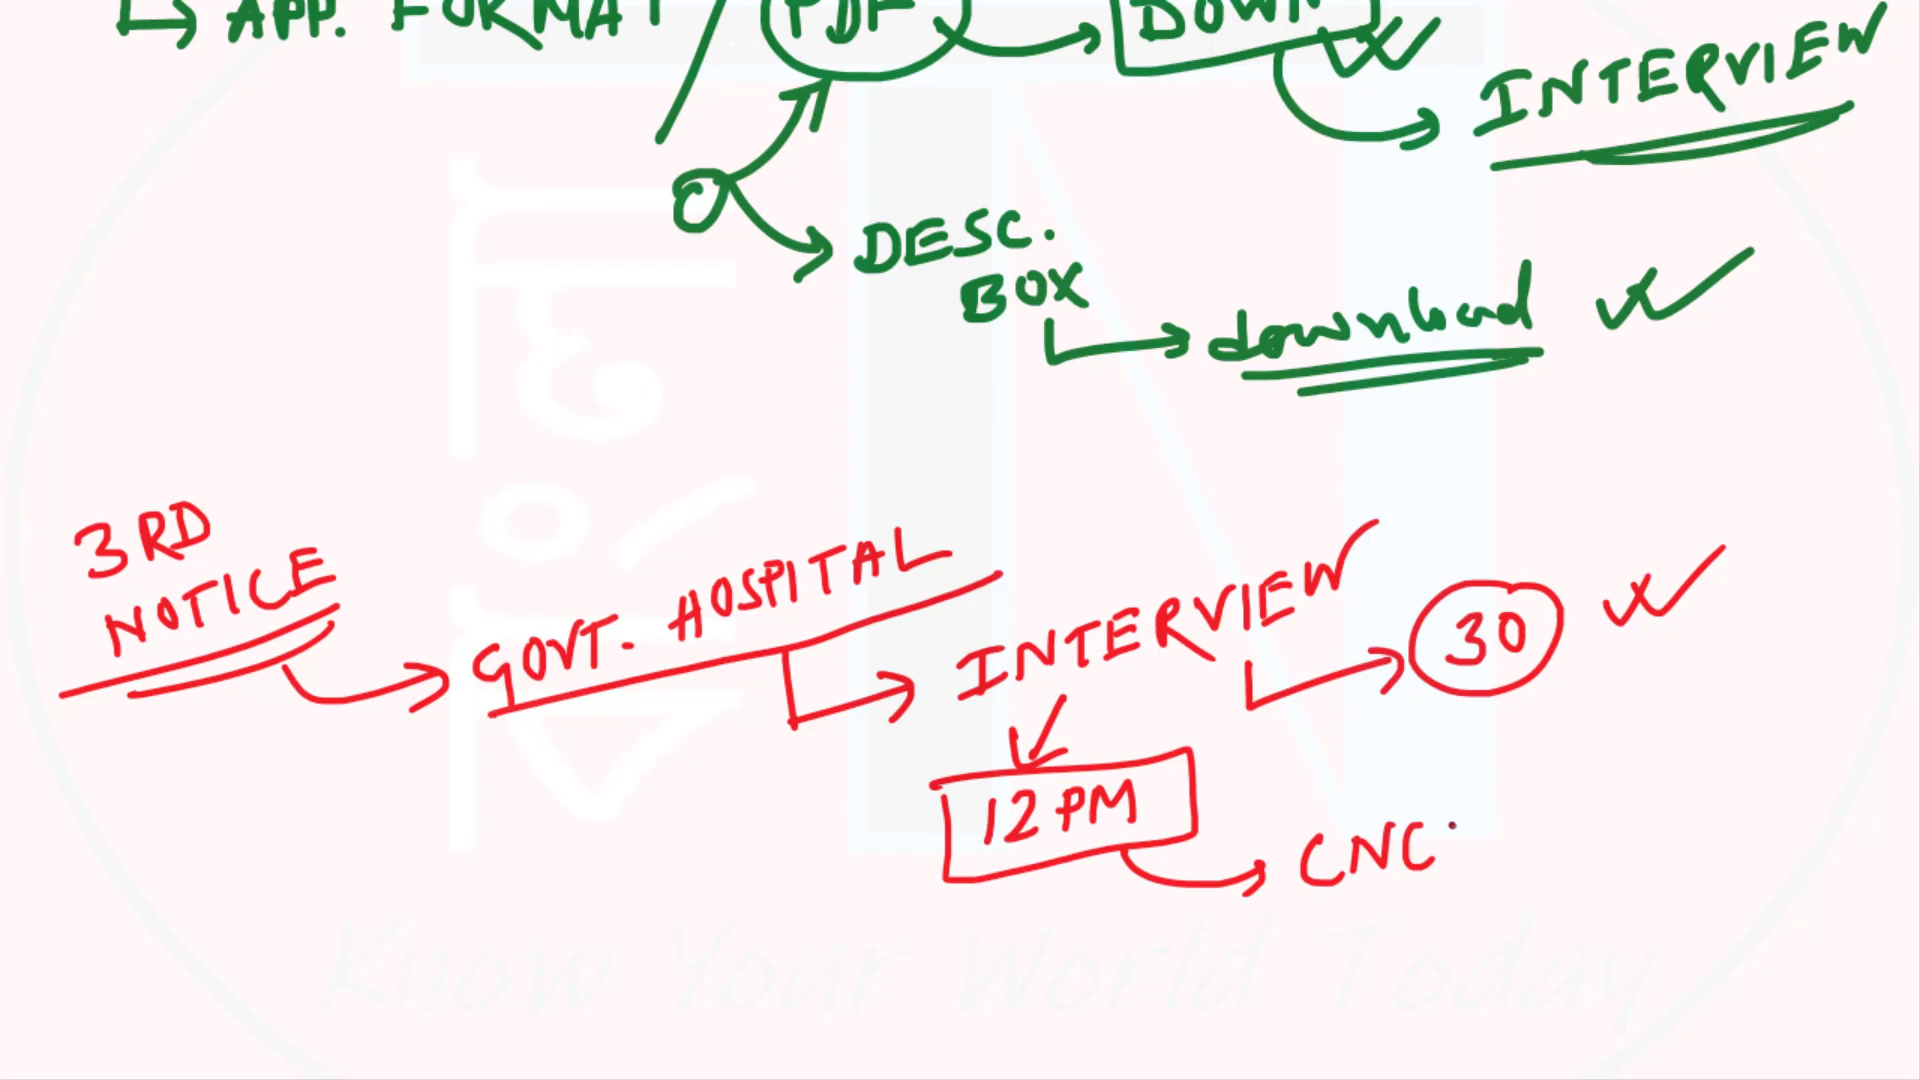 APP. FORMAT
PDF
DOWN
INTERVIEW
DESC.
BOX
download
3RD
NOTICE
GOVT. HOSPITAL
INTERVIEW
30
12 PM
CNC
Know Your World Today